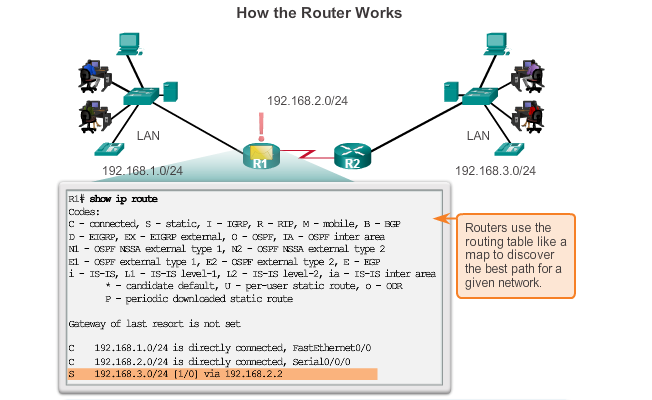 How the Router Works
192.168.2.0/24
LAN
LAN
R1
R2
192.168.1.0/24
192.168.3.0/24
R1# show ip route
Codes:
C - connected, S - static, I - IGRP, R - RIP, M - mobile, B - BGP
D - EIGRP, EX - EIGRP external, O - OSPF, IA - OSPF inter area
N1 - OSPF NSSA external type 1, N2 - OSPF NSSA external type 2
E1 - OSPF external type 1, E2 - OSPF external type 2, E - EGP
i - IS-IS, L1 - IS-IS level-1, L2 - IS-IS level-2, ia - IS-IS inter area
* - candidate default, U - per-user static route, o - ODR
P - periodic downloaded static route
Gateway of last resort is not set
C 192.168.1.0/24 is directly connected, FastEthernet0/0
C 192.168.2.0/24 is directly connected, Serial0/0/0
S 192.168.3.0/24 [1/0] via 192.168.2.2
Routers use the
routing table like a
map to discover
the best path for a
given network.